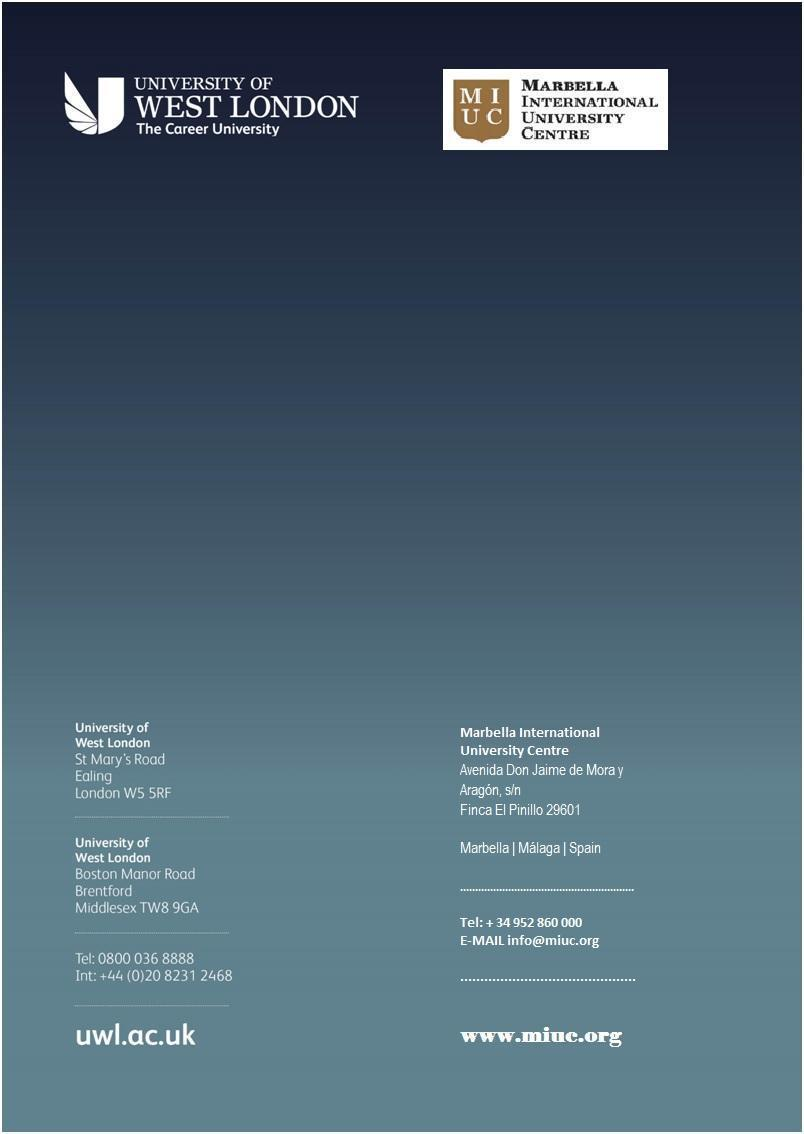 UNIVERSITY OF
WEST LONDON
The Career University
M I
U C
MARBELLA
INTERNATIONAL
UNIVERSITY
CENTRE
University of
West London
St Mary's Road
Ealing
London W5 5RF
University of
West London
Boston Manor Road
Brentford
Middlesex TW8 9GA
Tel: 0800 036 8888
Int: +44 (0)20 8231 2468
uwl.ac.uk
Marbella International
University Centre
Avenida Don Jaime de Mora y
Aragón, s/n
Finca El Pinillo 29601
Marbella | Málaga | Spain
Tel: + 34 952 860 000
E-MAIL info@miuc.org
www.miuc.org